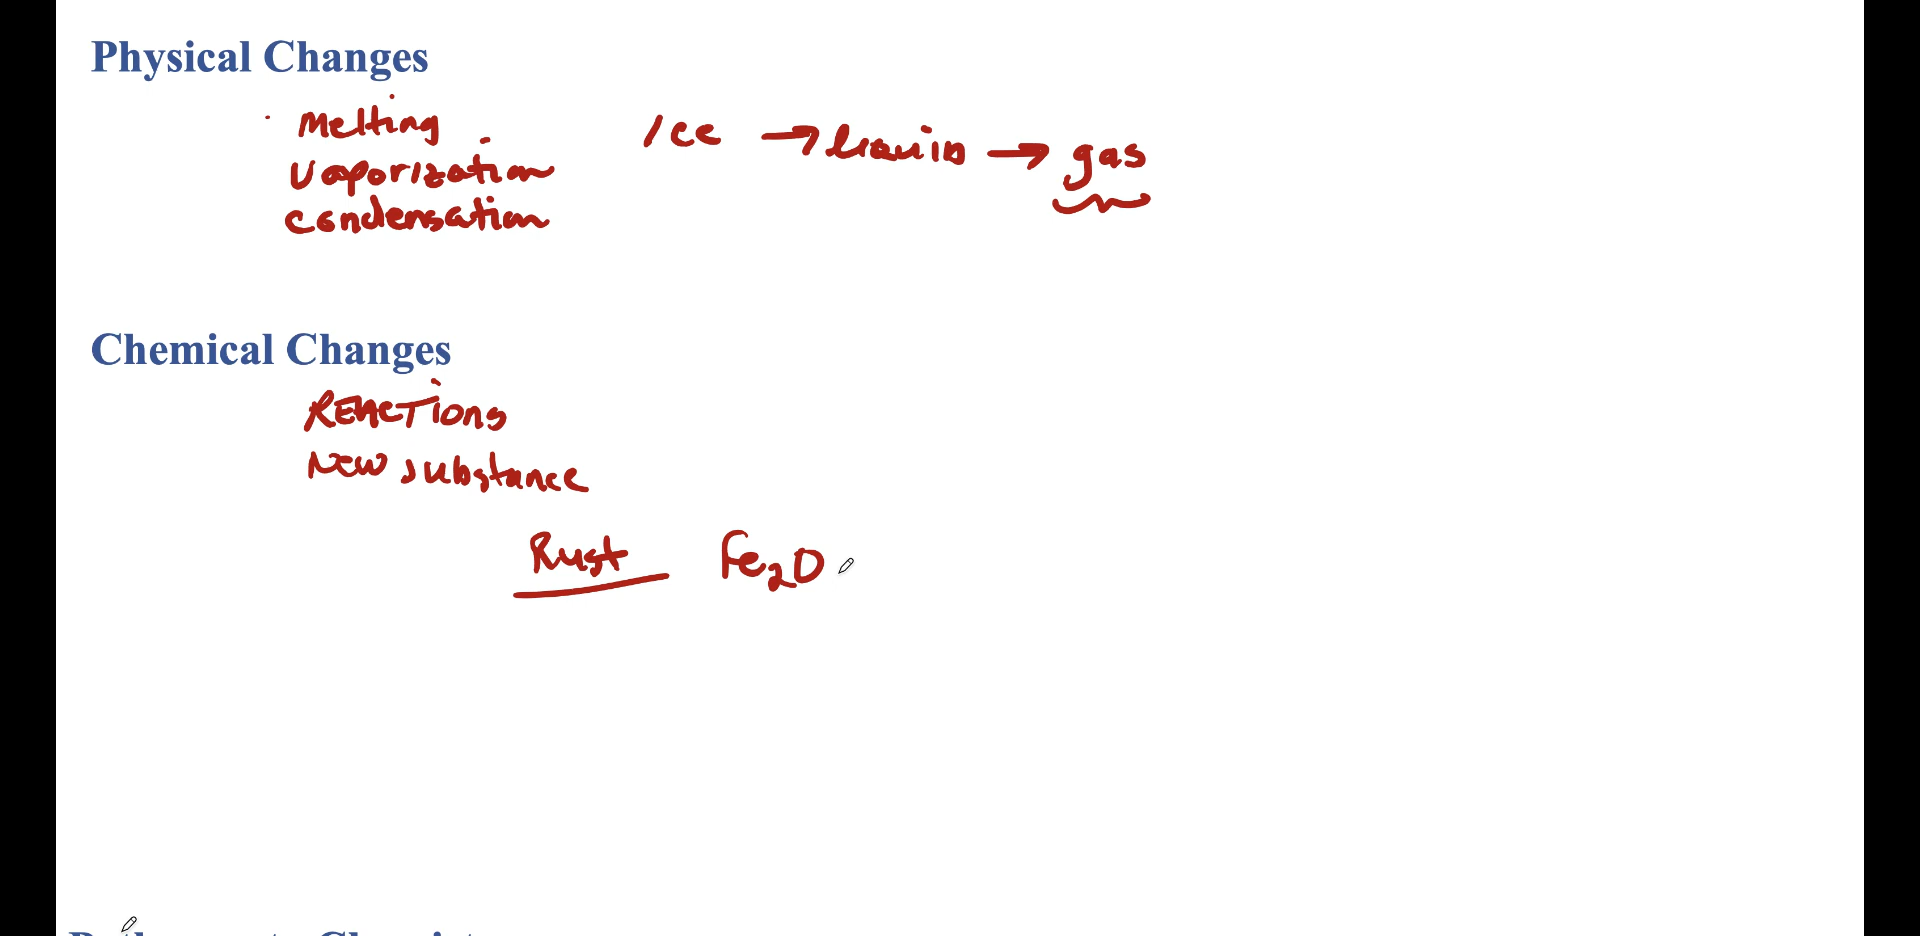 Physical Changes
Melting
Vaporization
Condensation
Ice → liquid → gas
Chemical Changes
REACTIONS
New substance
Rust Fe₂O